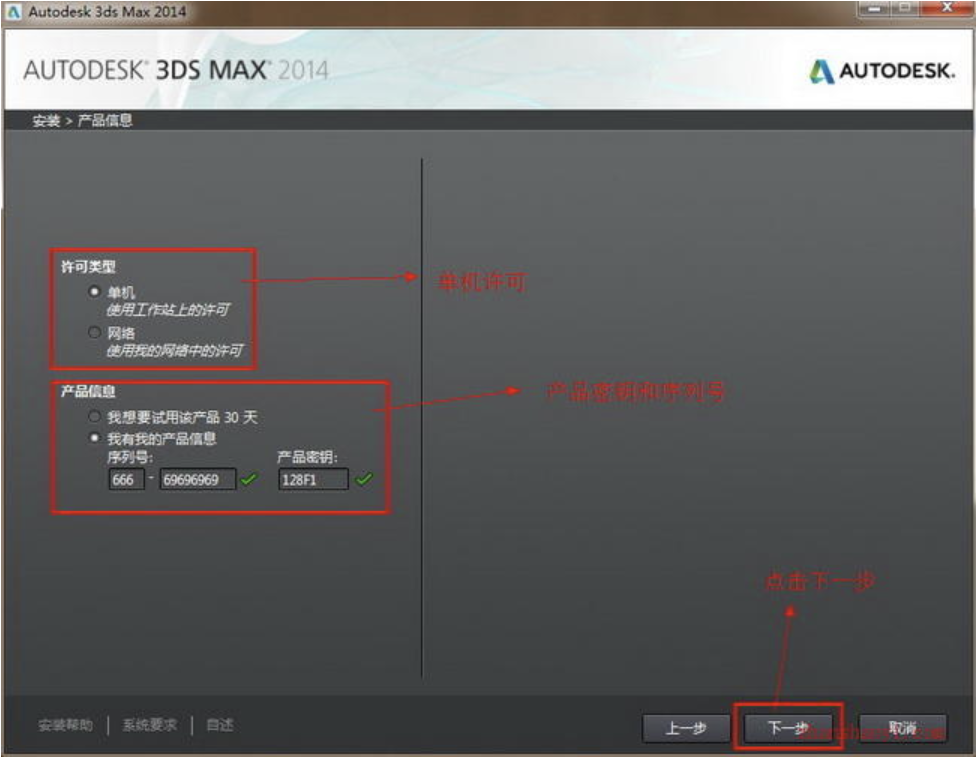 Autodesk 3ds Max 2014
AUTODESK® 3DS MAX® 2014
AUTODESK.
安装 > 产品信息
许可类型
单机
使用工作站上的许可
网络
使用我的网络中的许可
单机许可
产品信息
我想要试用该产品 30 天
我有我的产品信息
序列号: 产品密钥:
666 - 69696969 128F1
产品密钥和序列号
点击下一步
安装帮助 | 系统要求 | 自述
上一步 下一步 取消